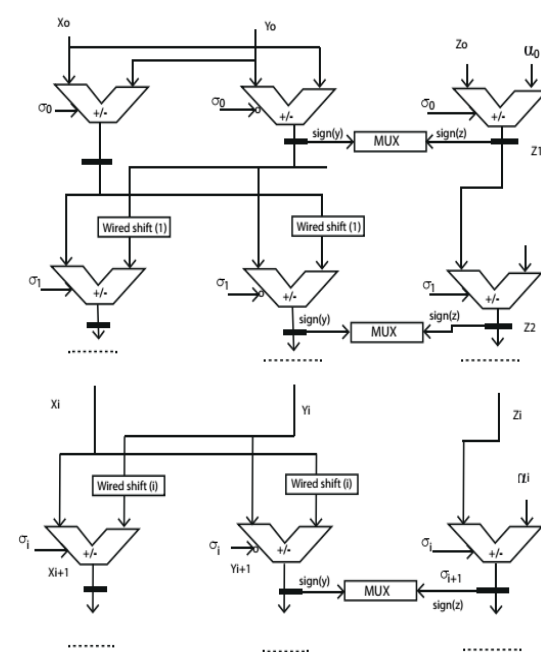 Xo
Yo
Zo
α0
σ0
+/-
σ0
+/-
σ0
+/-
sign(y)
MUX
sign(z)
Z1
Wired shift (1)
Wired shift (1)
σ1
+/-
σ1
+/-
σ1
+/-
sign(y)
MUX
sign(z)
Z2
Xi
Yi
Zi
Wired shift (i)
Wired shift (i)
σi
+/-
σi
+/-
σi
+/-
Xi+1
Yi+1
σi+1
sign(y)
MUX
sign(z)